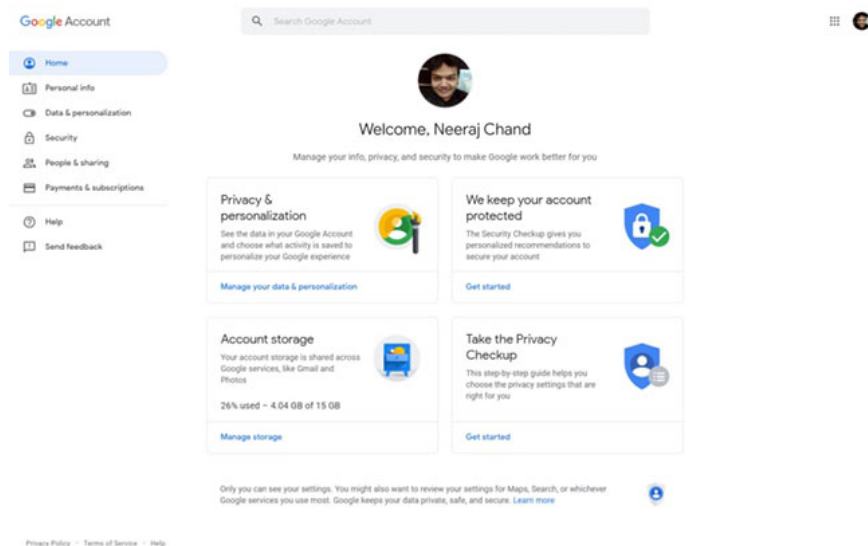 Google Account
Search Google Account
Home
Personal info
Data & personalization
Security
People & sharing
Payments & subscriptions
Help
Send feedback
Welcome, Neeraj Chand
Manage your info, privacy, and security to make Google work better for you
Privacy &
personalization
See the data in your Google Account
and choose what activity is saved to
personalize your Google experience
Manage your data & personalization
We keep your account
protected
The Security Checkup gives you
personalized recommendations to
secure your account
Get started
Account storage
Your account storage is shared across
Google services, like Gmail and
Photos
26% used – 4.04 GB of 15 GB
Manage storage
Take the Privacy
Checkup
This step-by-step guide helps you
choose the privacy settings that are
right for you
Get started
Only you can see your settings. You might also want to review your settings for Maps, Search, or whichever
Google services you use most. Google keeps your data private, safe, and secure. Learn more
Privacy Policy · Terms of Service · Help